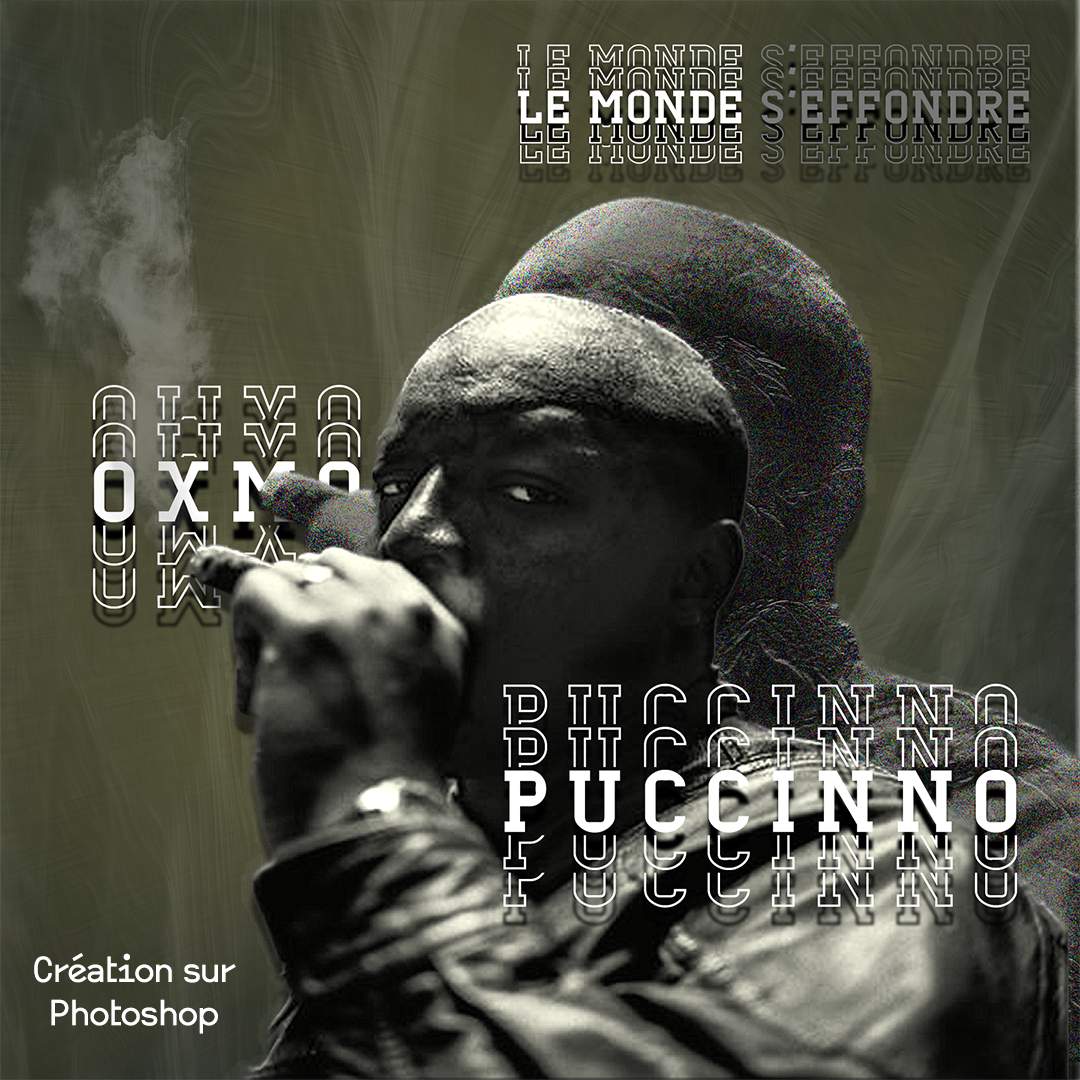 LE MONDE S'EFFONDRE
OXMO
PUCCINNO
Création sur
Photoshop